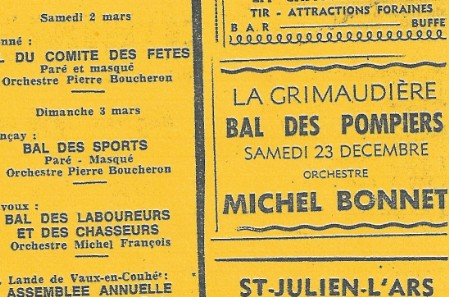 Samedi 2 mars
onné :
L DU COMITE DES FETES
Paré et masqué
Orchestre Pierre Boucheron
Dimanche 3 mars
nçay :
BAL DES SPORTS
Paré - Masqué
Orchestre Pierre Boucheron
voux :
BAL DES LABOUREURS
ET DES CHASSEURS
Orchestre Michel François
Lande de Vaux-en-Couhé :
ASSEMBLEE ANNUELLE
TIR - ATTRACTIONS FORAINES
BAR BUFFE
LA GRIMAUDIÈRE
BAL DES POMPIERS
SAMEDI 23 DECEMBRE
ORCHESTRE
MICHEL BONNET
ST-JULIEN-L'ARS